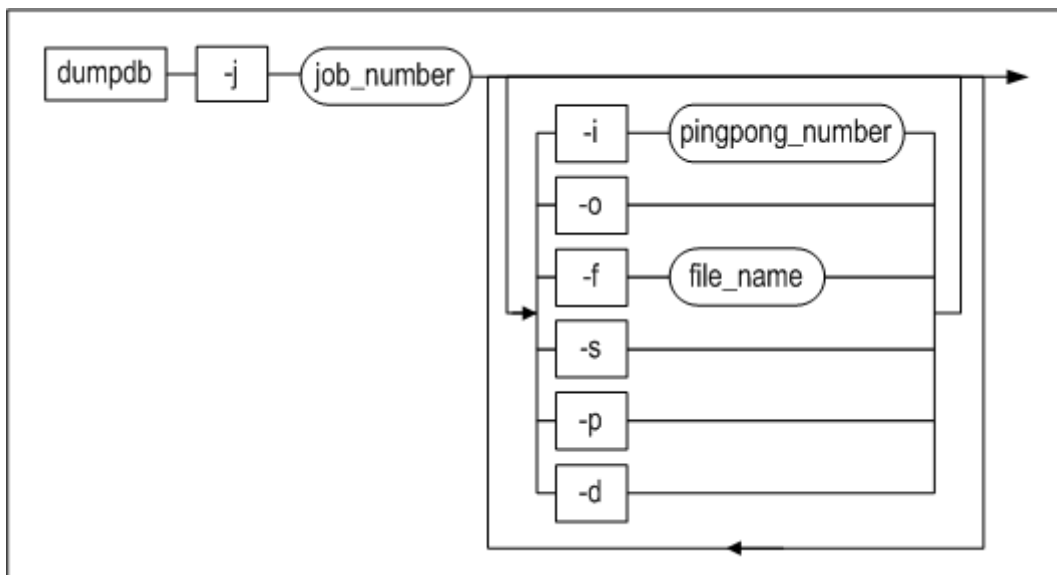 dumpdb -j job_number
-i pingpong_number
-o
-f file_name
-s
-p
-d